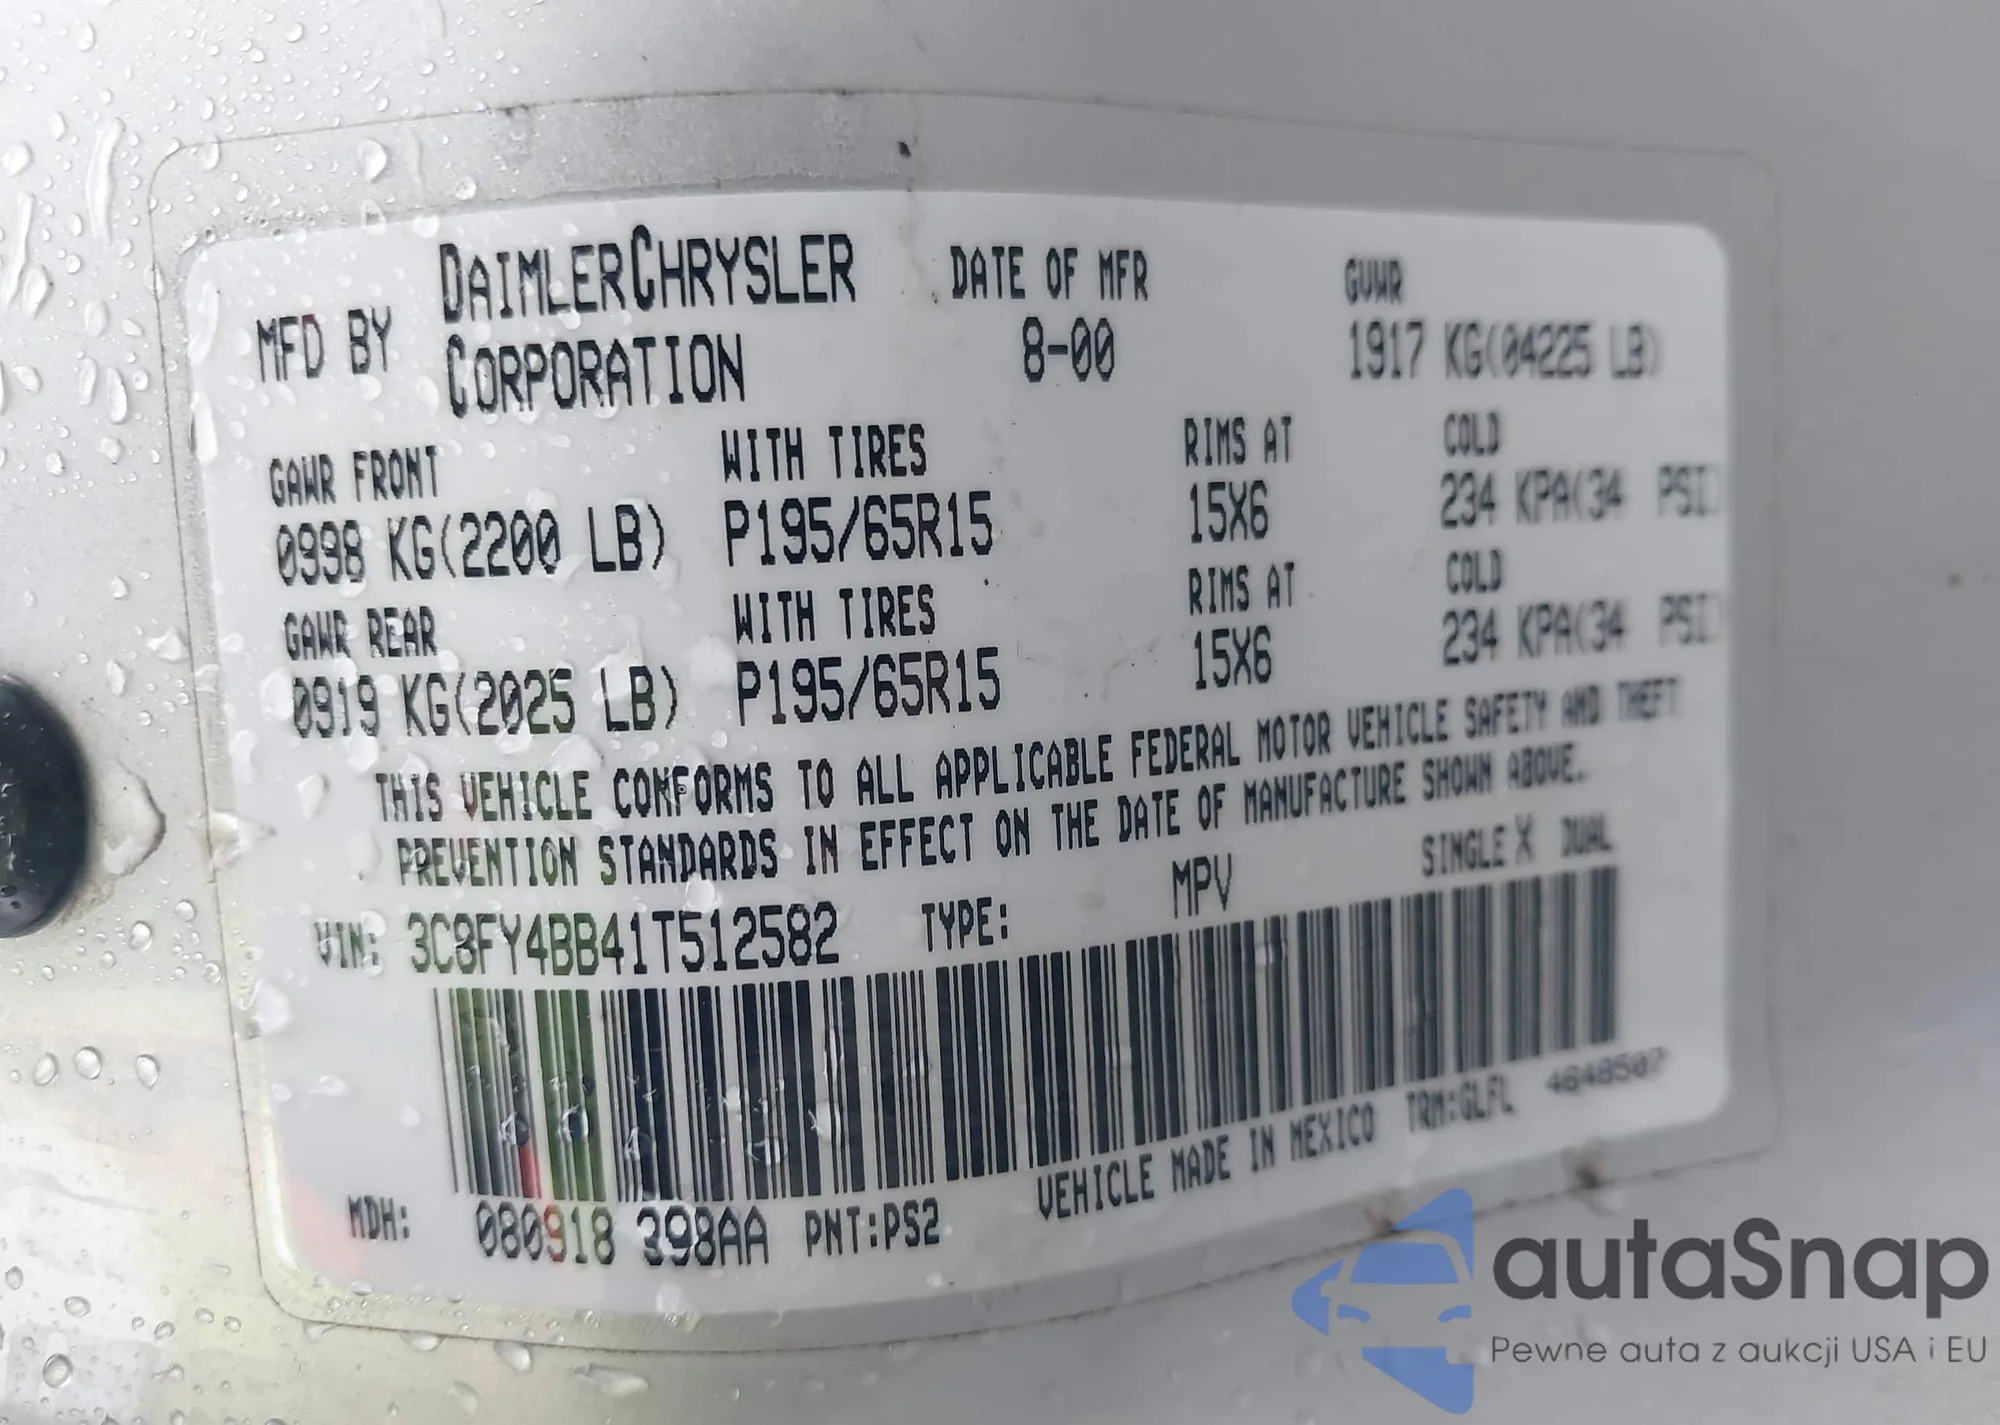 MFD BY DAIMLERCHRYSLER CORPORATION DATE OF MFR 8-00 GVWR 1917 KG(04225 LB)
GAWR FRONT WITH TIRES RIMS AT COLD
0998 KG(2200 LB) P195/65R15 15X6 234 KPA(34 PSI)
GAWR REAR WITH TIRES RIMS AT COLD
0919 KG(2025 LB) P195/65R15 15X6 234 KPA(34 PSI)
THIS VEHICLE CONFORMS TO ALL APPLICABLE FEDERAL MOTOR VEHICLE SAFETY AND THEFT
PREVENTION STANDARDS IN EFFECT ON THE DATE OF MANUFACTURE SHOWN ABOVE.
VIN: 3C8FY4BB41T512582 TYPE: MPV SINGLE X DUAL
MDH: 080918 398AA PNT:PS2 VEHICLE MADE IN MEXICO TRM:GLFL 4648507
autaSnap
Pewne auta z aukcji USA i EU